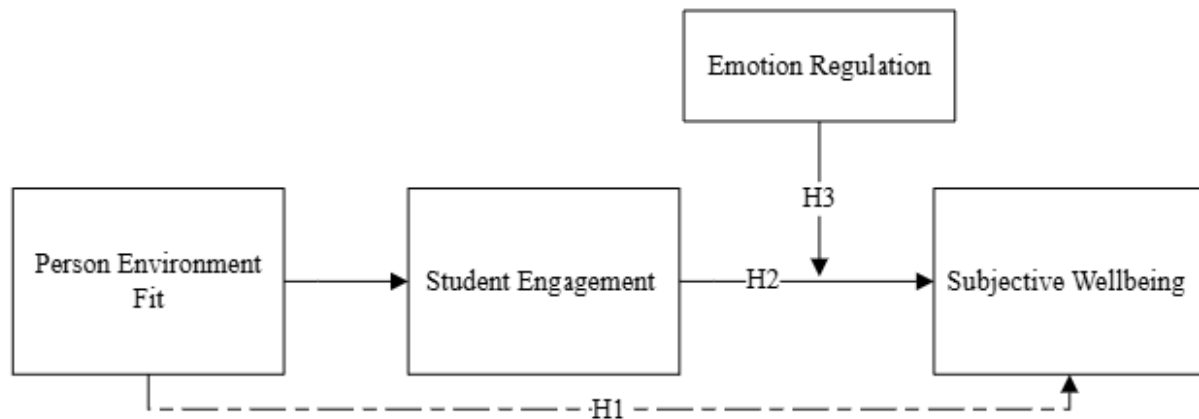 Emotion Regulation
H3
Person Environment
Fit
Student Engagement
H2
Subjective Wellbeing
H1